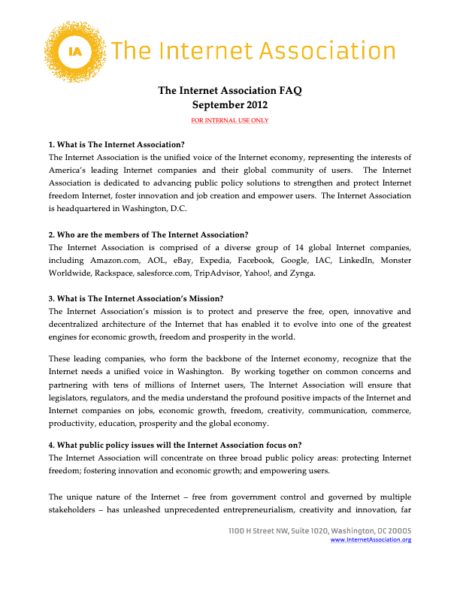 IA
The Internet Association
The Internet Association FAQ
September 2012
FOR INTERNAL USE ONLY
1. What is The Internet Association?
The Internet Association is the unified voice of the Internet economy, representing the interests of
America's leading Internet companies and their global community of users. The Internet
Association is dedicated to advancing public policy solutions to strengthen and protect Internet
freedom Internet, foster innovation and job creation and empower users. The Internet Association
is headquartered in Washington, D.C.
2. Who are the members of The Internet Association?
The Internet Association is comprised of a diverse group of 14 global Internet companies,
including Amazon.com, AOL, eBay, Expedia, Facebook, Google, IAC, LinkedIn, Monster
Worldwide, Rackspace, salesforce.com, TripAdvisor, Yahoo!, and Zynga.
3. What is The Internet Association's Mission?
The Internet Association's mission is to protect and preserve the free, open, innovative and
decentralized architecture of the Internet that has enabled it to evolve into one of the greatest
engines for economic growth, freedom and prosperity in the world.
These leading companies, who form the backbone of the Internet economy, recognize that the
Internet needs a unified voice in Washington. By working together on common concerns and
partnering with tens of millions of Internet users, The Internet Association will ensure that
legislators, regulators, and the media understand the profound positive impacts of the Internet and
Internet companies on jobs, economic growth, freedom, creativity, communication, commerce,
productivity, education, prosperity and the global economy.
4. What public policy issues will the Internet Association focus on?
The Internet Association will concentrate on three broad public policy areas: protecting Internet
freedom; fostering innovation and economic growth; and empowering users.
The unique nature of the Internet – free from government control and governed by multiple
stakeholders – has unleashed unprecedented entrepreneurialism, creativity and innovation, far
1100 H Street NW, Suite 1020, Washington, DC 20005
www.InternetAssociation.org